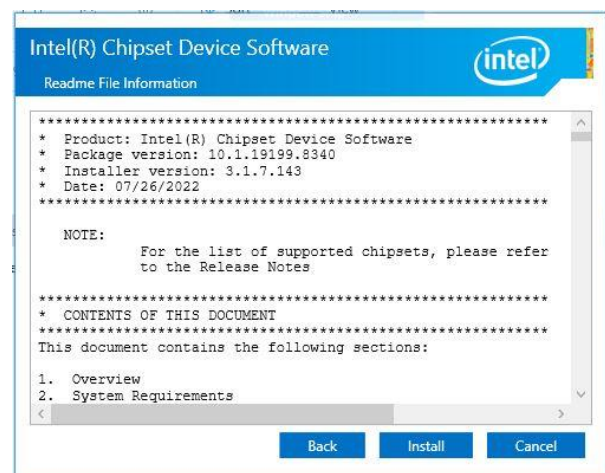 Intel(R) Chipset Device Software
intel
Readme File Information
************************************************************
*  Product: Intel(R) Chipset Device Software
*  Package version: 10.1.19199.8340
*  Installer version: 3.1.7.143
*  Date: 07/26/2022
************************************************************
NOTE:
For the list of supported chipsets, please refer
to the Release Notes
************************************************************
*  CONTENTS OF THIS DOCUMENT
************************************************************
This document contains the following sections:
1.  Overview
2.  System Requirements
Back
Install
Cancel